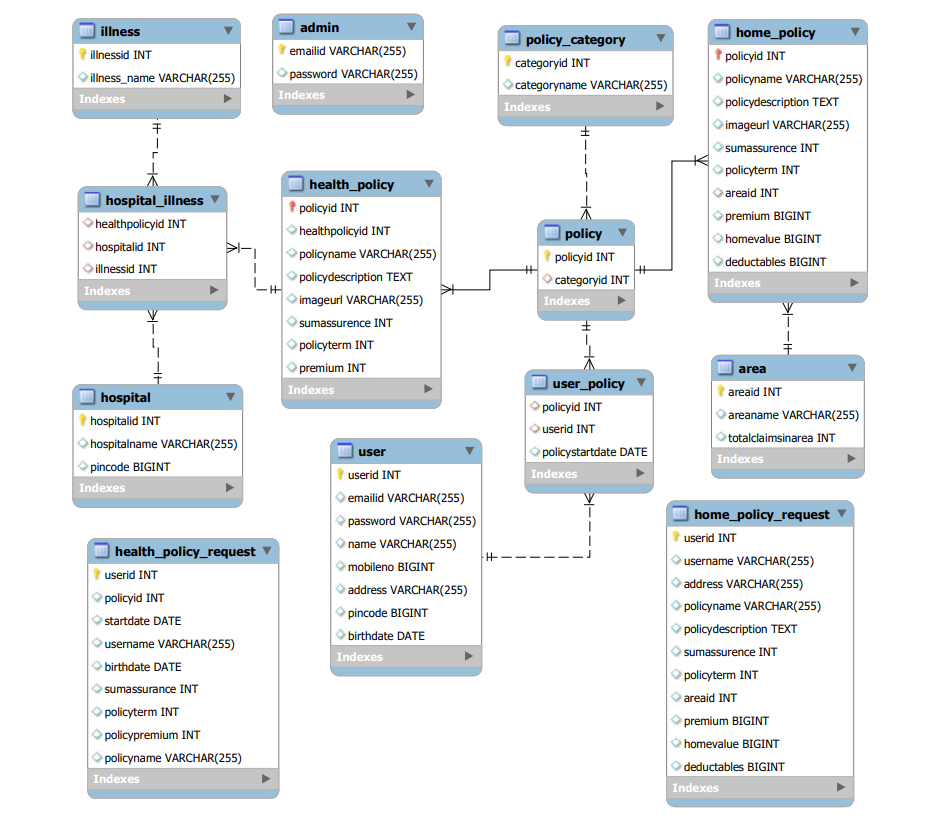 illness
illnessid INT
illness_name VARCHAR(255)
Indexes
admin
emailid VARCHAR(255)
password VARCHAR(255)
Indexes
policy_category
categoryid INT
categoryname VARCHAR(255)
Indexes
home_policy
policyid INT
policyname VARCHAR(255)
policydescription TEXT
imageurl VARCHAR(255)
sumassurence INT
policyterm INT
areaid INT
premium BIGINT
homevalue BIGINT
deductables BIGINT
Indexes
hospital_illness
healthpolicyid INT
hospitalid INT
illnessid INT
Indexes
health_policy
policyid INT
healthpolicyid INT
policyname VARCHAR(255)
policydescription TEXT
imageurl VARCHAR(255)
sumassurence INT
policyterm INT
premium INT
Indexes
policy
policyid INT
categoryid INT
Indexes
hospital
hospitalid INT
hospitalname VARCHAR(255)
pincode BIGINT
Indexes
user_policy
policyid INT
userid INT
policystartdate DATE
Indexes
area
areaid INT
areaname VARCHAR(255)
totalclaimsinarea INT
Indexes
user
userid INT
emailid VARCHAR(255)
password VARCHAR(255)
name VARCHAR(255)
mobileno BIGINT
address VARCHAR(255)
pincode BIGINT
birthdate DATE
Indexes
health_policy_request
userid INT
policyid INT
startdate DATE
username VARCHAR(255)
birthdate DATE
sumassurance INT
policyterm INT
policypremium INT
policyname VARCHAR(255)
Indexes
home_policy_request
userid INT
username VARCHAR(255)
address VARCHAR(255)
policyname VARCHAR(255)
policydescription TEXT
sumassurence INT
policyterm INT
areaid INT
premium BIGINT
homevalue BIGINT
deductables BIGINT
Indexes